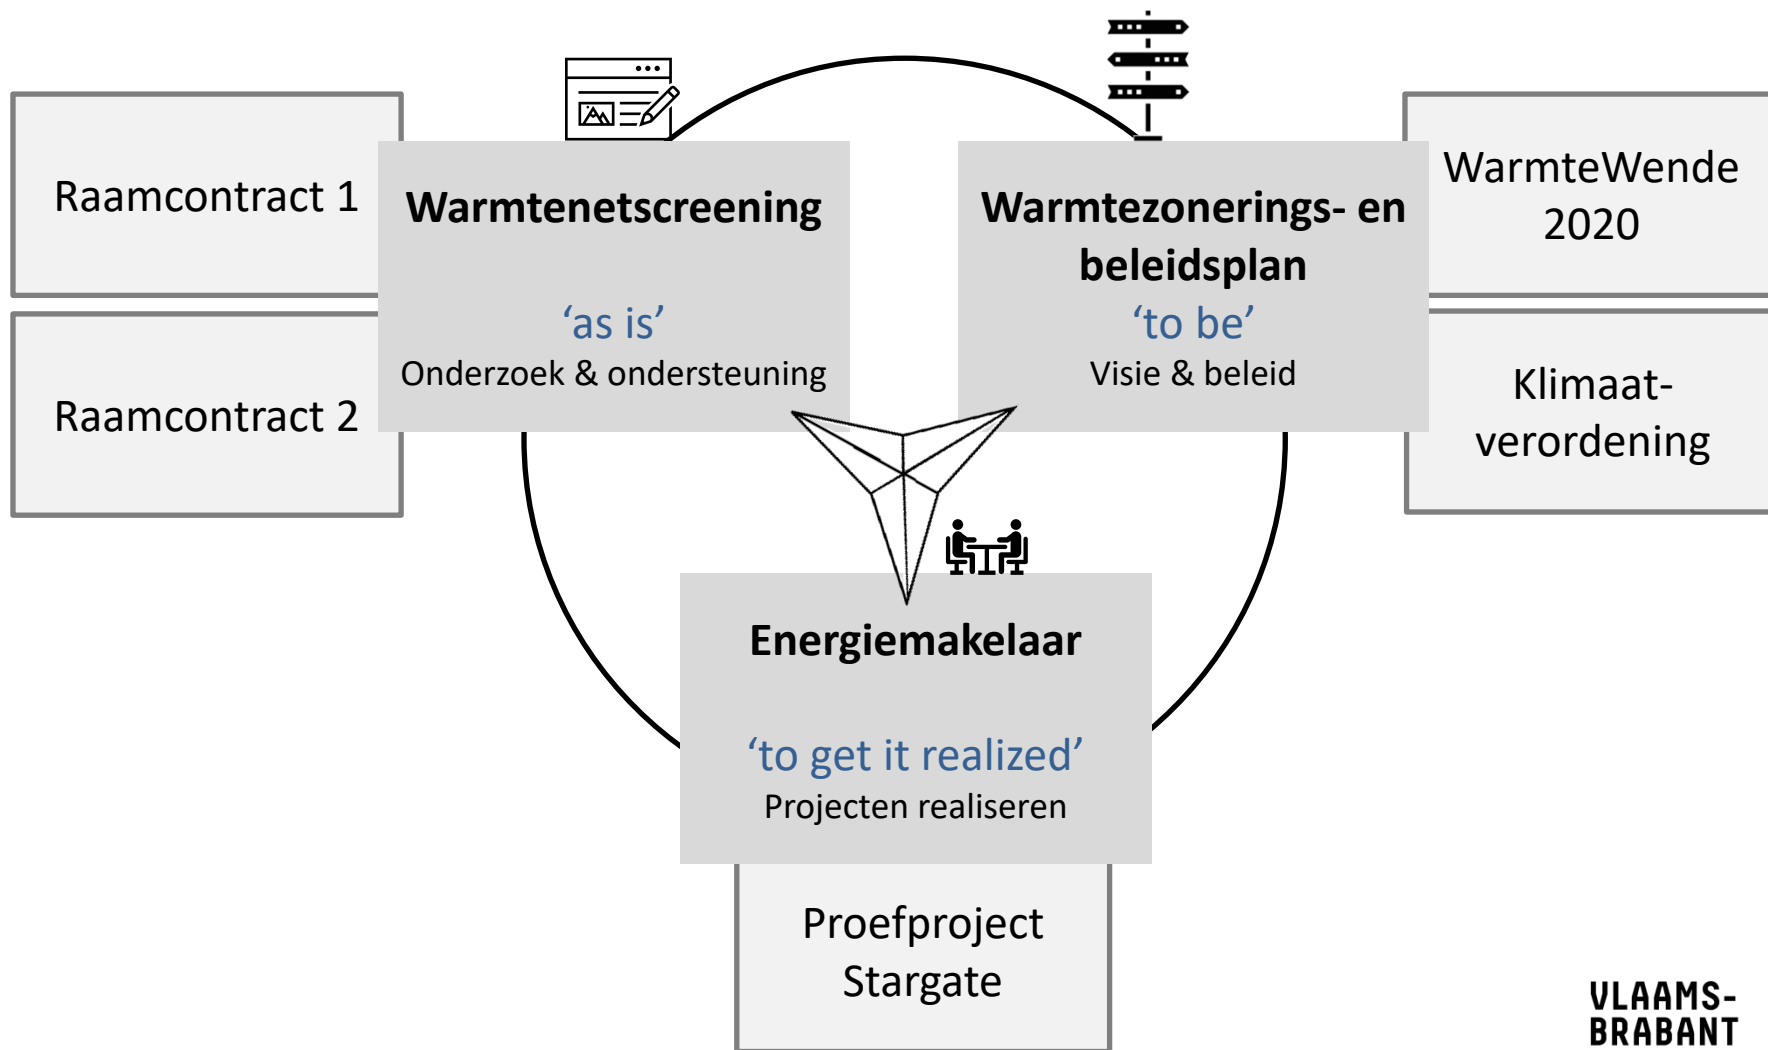 Raamcontract 1
Raamcontract 2
Warmtenetscreening
‘as is’
Onderzoek & ondersteuning
Warmtezonerings- en
beleidsplan
‘to be’
Visie & beleid
WarmteWende
2020
Klimaat-
verordening
Energiemakelaar
‘to get it realized’
Projecten realiseren
Proefproject
Stargate
VLAAMS-
BRABANT